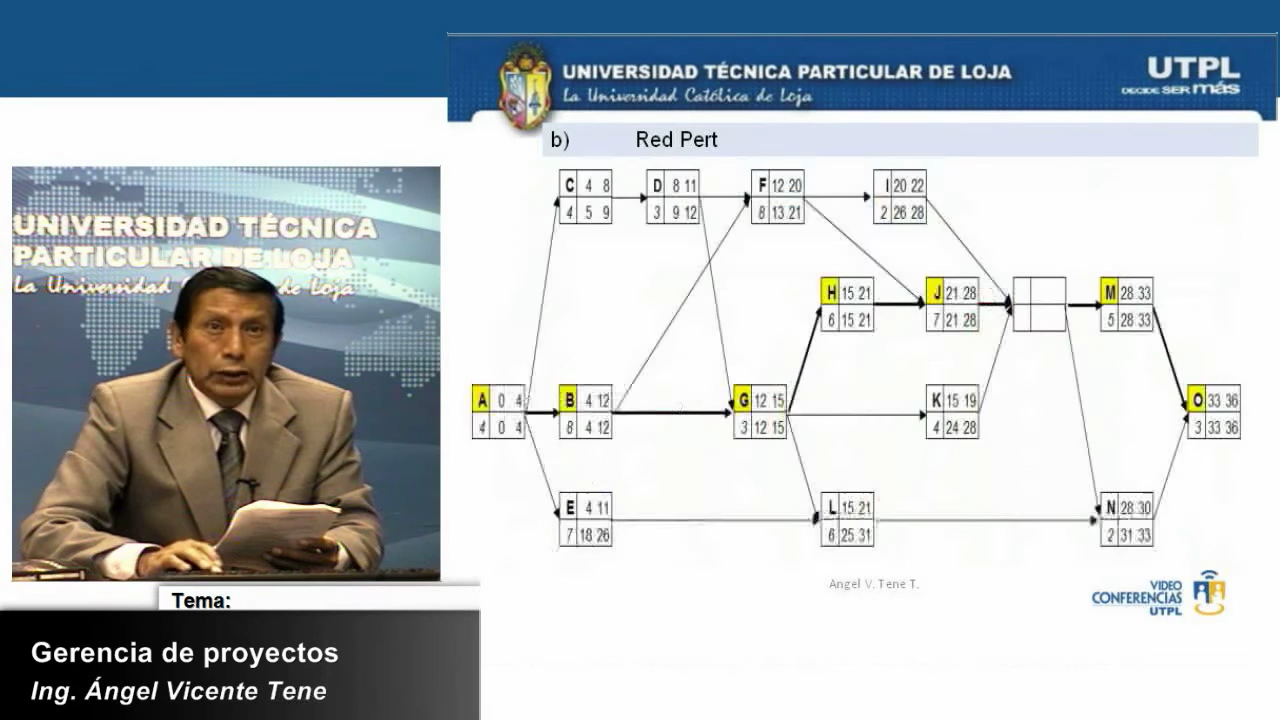 UNIVERSIDAD TÉCNICA PARTICULAR DE LOJA
La Universidad Católica de Loja
UTPL
DECIDE SER más
b) Red Pert
C 4 8
4 5 9
D 8 11
3 9 12
F 12 20
8 13 21
I 20 22
2 26 28
H 15 21
6 15 21
J 21 28
7 21 28
M 28 33
5 28 33
A 0 4
4 0 4
B 4 12
8 4 12
G 12 15
3 12 15
K 15 19
4 24 28
O 33 36
3 33 36
E 4 11
7 18 26
L 15 21
6 25 31
N 28 30
2 31 33
Angel V. Tene T.
VIDEO
CONFERENCIAS
UTPL
UNIVERSIDAD TÉCNICA
PARTICULAR DE LOJA
La Universidad Católica de Loja
Tema:
Gerencia de proyectos
Ing. Ángel Vicente Tene